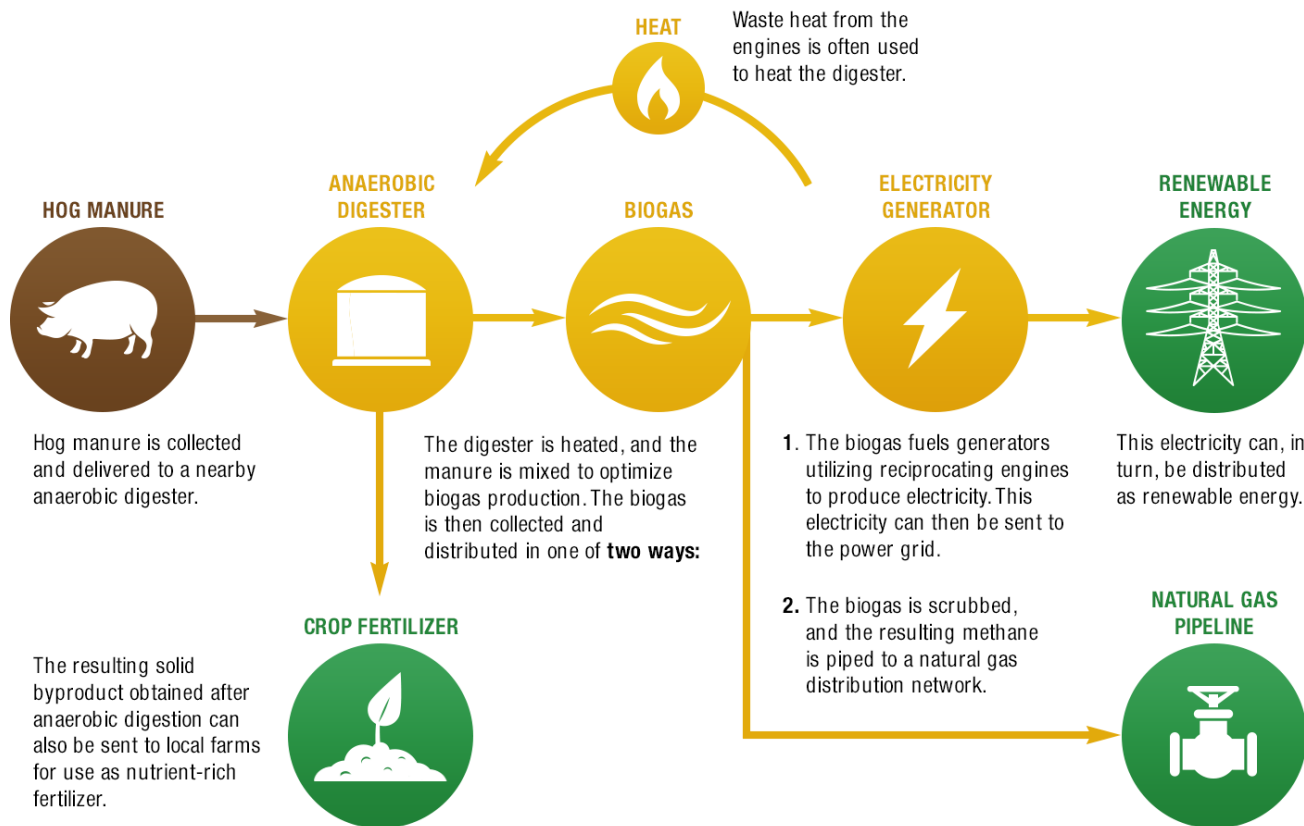 HEAT
Waste heat from the
engines is often used
to heat the digester.
HOG MANURE
ANAEROBIC
DIGESTER
BIOGAS
ELECTRICITY
GENERATOR
RENEWABLE
ENERGY
Hog manure is collected
and delivered to a nearby
anaerobic digester.
The digester is heated, and the
manure is mixed to optimize
biogas production. The biogas
is then collected and
distributed in one of two ways:
1. The biogas fuels generators
utilizing reciprocating engines
to produce electricity. This
electricity can then be sent to
the power grid.
This electricity can, in
turn, be distributed
as renewable energy.
2. The biogas is scrubbed,
and the resulting methane
is piped to a natural gas
distribution network.
NATURAL GAS
PIPELINE
CROP FERTILIZER
The resulting solid
byproduct obtained after
anaerobic digestion can
also be sent to local farms
for use as nutrient-rich
fertilizer.